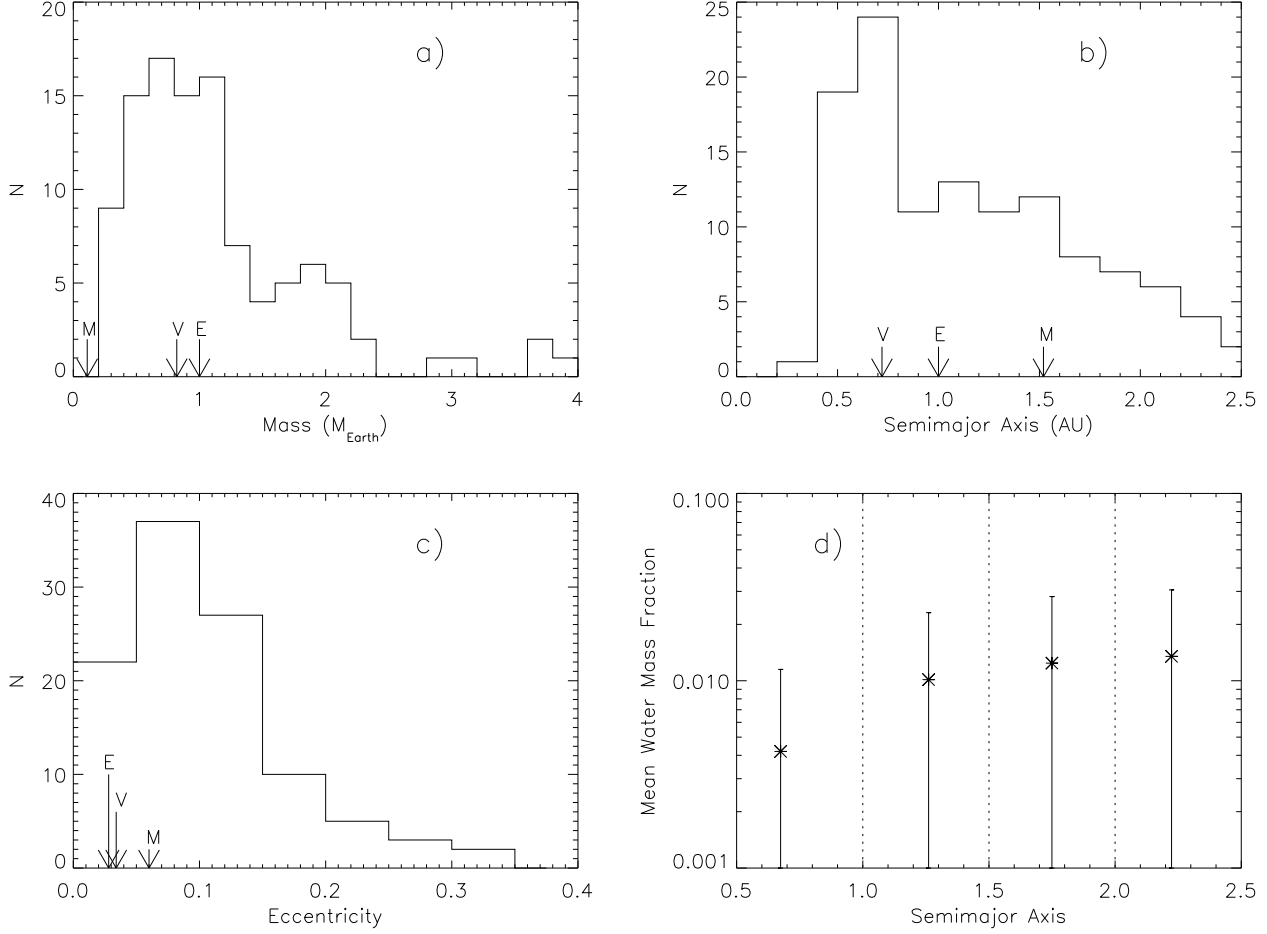 20
15
10
5
0
N
a)
M V E
0 1 2 3 4
Mass (M_Earth)
25
20
15
10
5
0
N
b)
V E M
0.0 0.5 1.0 1.5 2.0 2.5
Semimajor Axis (AU)
40
30
20
10
0
N
c)
E
V
M
0.0 0.1 0.2 0.3 0.4
Eccentricity
0.100
0.010
0.001
Mean Water Mass Fraction
d)
0.5 1.0 1.5 2.0 2.5
Semimajor Axis